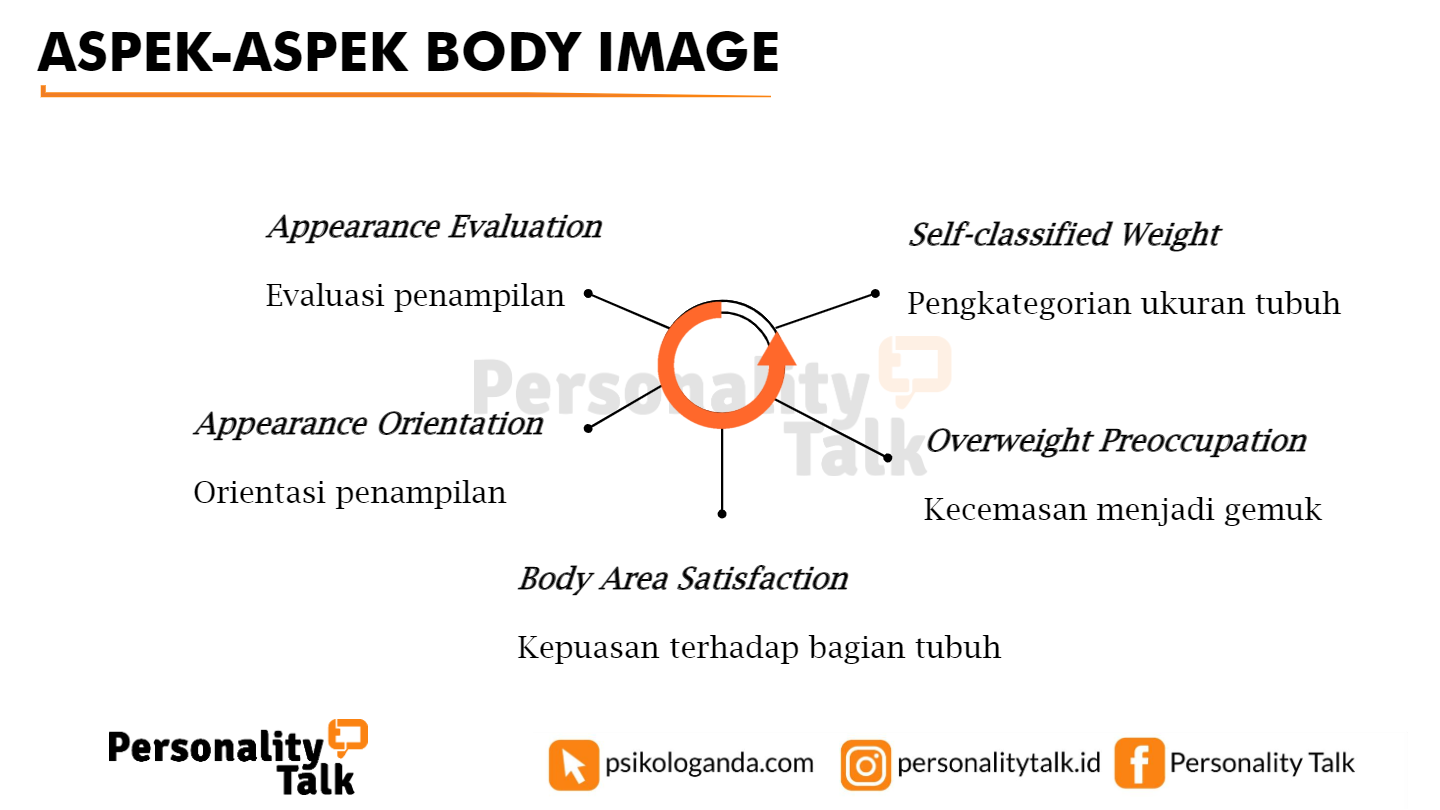 ASPEK-ASPEK BODY IMAGE
Appearance Evaluation
Evaluasi penampilan
Self-classified Weight
Pengkategorian ukuran tubuh
Personality
Talk
Appearance Orientation
Orientasi penampilan
Overweight Preoccupation
Kecemasan menjadi gemuk
Body Area Satisfaction
Kepuasan terhadap bagian tubuh
Personality
Talk
psikologanda.com
personalitytalk.id
Personality Talk